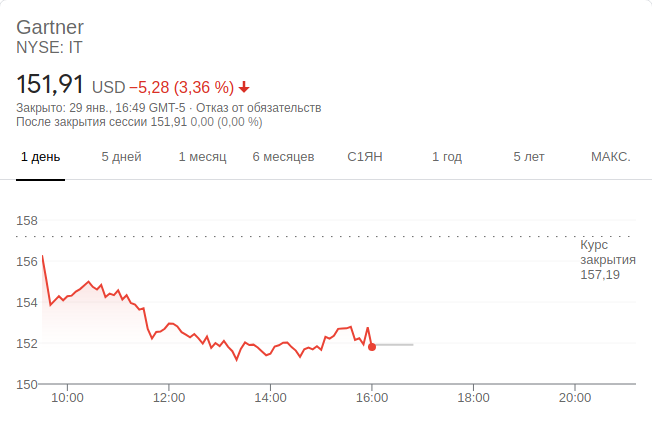 Gartner
NYSE: IT
151,91 USD −5,28 (3,36 %)
Закрыто: 29 янв., 16:49 GMT-5 · Отказ от обязательств
После закрытия сессии 151,91 0,00 (0,00 %)
1 день 5 дней 1 месяц 6 месяцев С1ЯН 1 год 5 лет МАКС.
158
Курс
закрытия
157,19
156
154
152
150
10:00 12:00 14:00 16:00 18:00 20:00